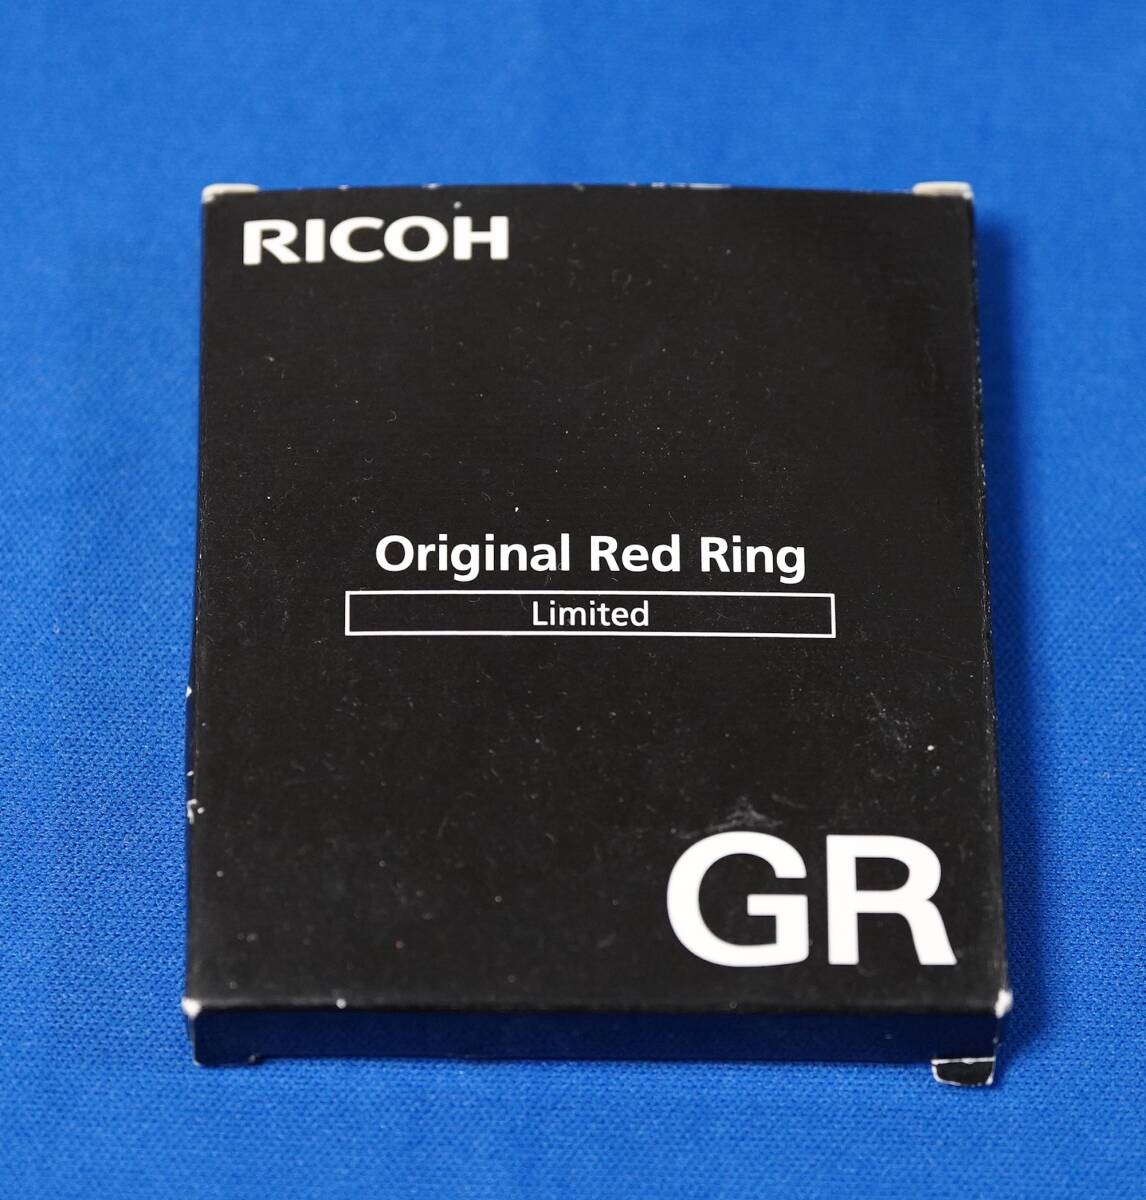 RICOH
Original Red Ring
Limited
GR